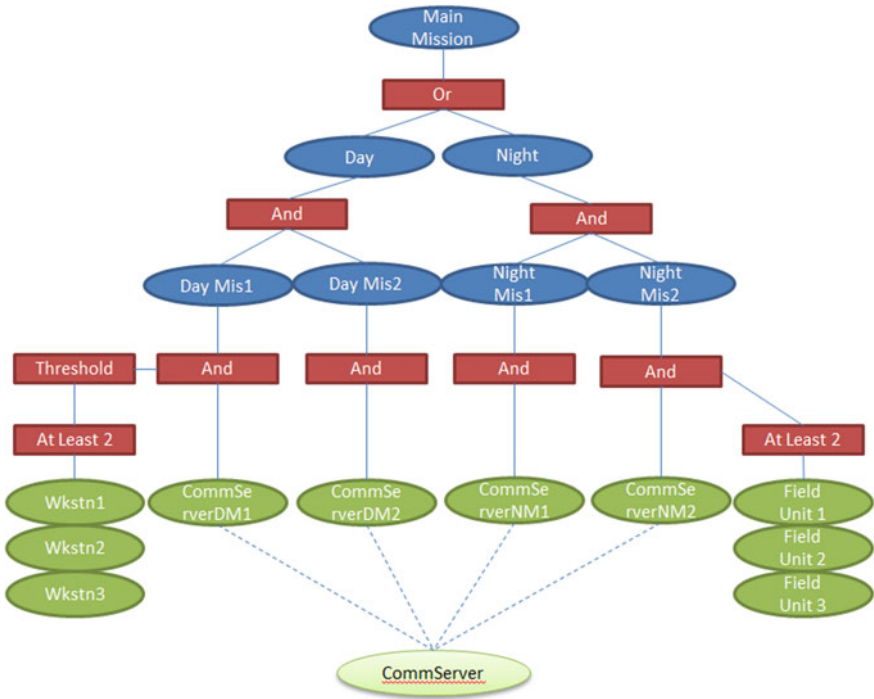 Main
Mission
Or
Day
Night
And
And
Day Mis1
Day Mis2
Night
Mis1
Night
Mis2
Threshold
And
And
And
And
At Least 2
At Least 2
Wkstn1
CommSe
rverDM1
CommSe
rverDM2
CommSe
rverNM1
CommSe
rverNM2
Field
Unit 1
Wkstn2
Field
Unit 2
Wkstn3
Field
Unit 3
CommServer